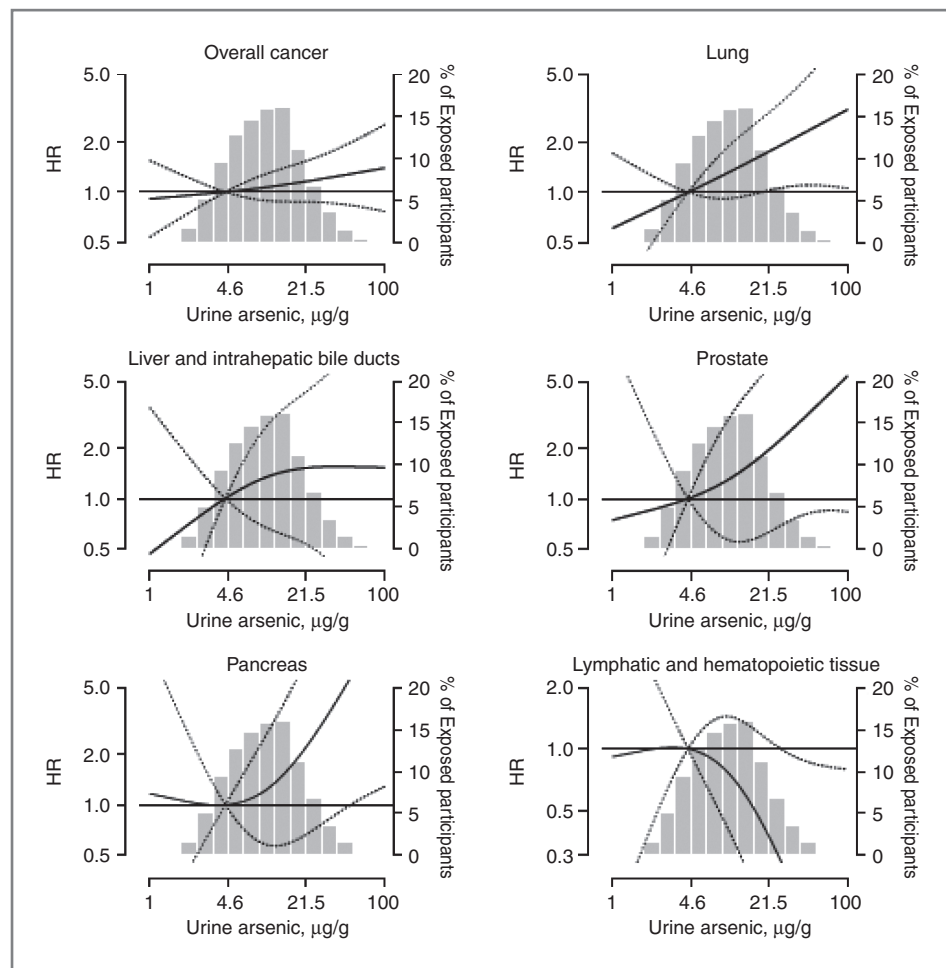 Overall cancer
5.0
2.0
1.0
0.5
HR
20
15
10
5
0
% of Exposed participants
1 4.6 21.5 100
Urine arsenic, μg/g
Lung
5.0
2.0
1.0
0.5
HR
20
15
10
5
0
% of Exposed participants
1 4.6 21.5 100
Urine arsenic, μg/g
Liver and intrahepatic bile ducts
5.0
2.0
1.0
0.5
HR
20
15
10
5
0
% of Exposed participants
1 4.6 21.5 100
Urine arsenic, μg/g
Prostate
5.0
2.0
1.0
0.5
HR
20
15
10
5
0
% of Exposed participants
1 4.6 21.5 100
Urine arsenic, μg/g
Pancreas
5.0
2.0
1.0
0.5
HR
20
15
10
5
0
% of Exposed participants
1 4.6 21.5 100
Urine arsenic, μg/g
Lymphatic and hematopoietic tissue
2.0
1.0
0.5
0.3
HR
20
15
10
5
0
% of Exposed participants
1 4.6 21.5 100
Urine arsenic, μg/g